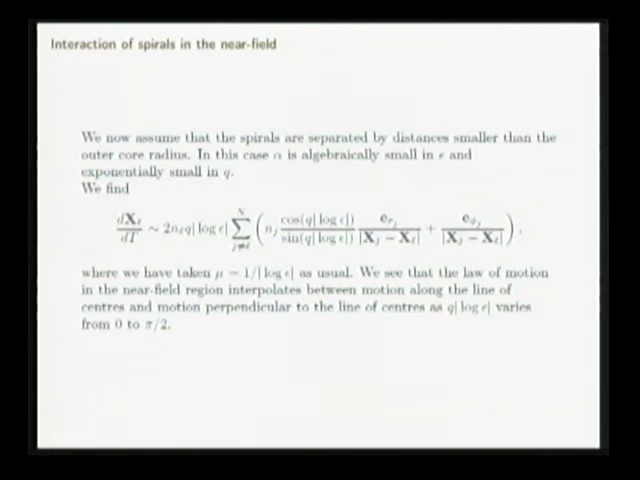 Interaction of spirals in the near-field
We now assume that the spirals are separated by distances smaller than the
outer core radius. In this case α is algebraically small in ϵ and
exponentially small in q.
We find
dX_ℓ/dT ∼ 2n_ℓ q| log ϵ| ∑_{j≠ℓ}^{N} ( n_j cos(q| log ϵ|)/sin(q| log ϵ|) e_{r_j}/|X_j − X_ℓ| + e_{ϕ_j}/|X_j − X_ℓ| ) .
where we have taken μ = 1/| log ϵ| as usual. We see that the law of motion
in the near-field region interpolates between motion along the line of
centres and motion perpendicular to the line of centres as q| log ϵ| varies
from 0 to π/2.